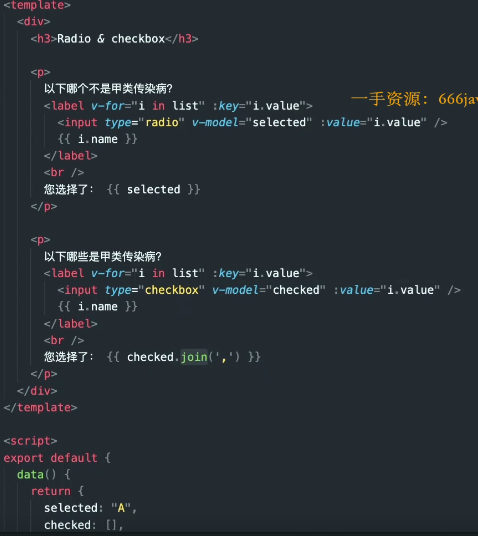 <template>
<div>
<h3>Radio & checkbox</h3>
<p>
以下哪个不是甲类传染病?
<label v-for="i in list" :key="i.value">
一手资源: 666jav
<input type="radio" v-model="selected" :value="i.value" />
{{ i.name }}
</label>
<br />
您选择了: {{ selected }}
</p>
<p>
以下哪些是甲类传染病?
<label v-for="i in list" :key="i.value">
<input type="checkbox" v-model="checked" :value="i.value" />
{{ i.name }}
</label>
<br />
您选择了: {{ checked.join(',') }}
</p>
</div>
</template>
<script>
export default {
data() {
return {
selected: "A",
checked: [],